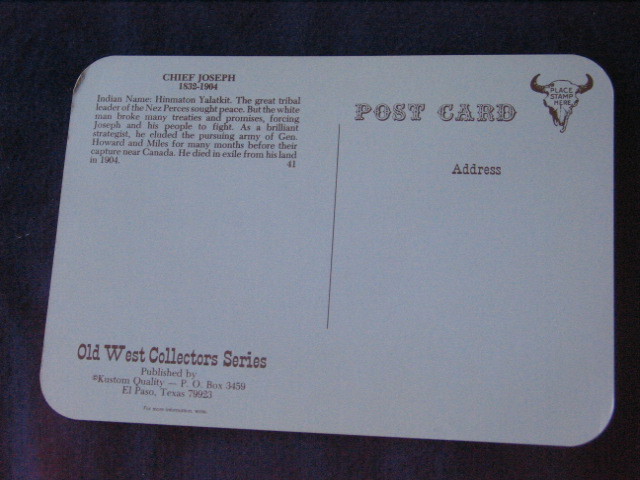 CHIEF JOSEPH
1832-1904
Indian Name: Hinmaton Yalatkit. The great tribal
leader of the Nez Perces sought peace. But the white
man broke many treaties and promises, forcing
Joseph and his people to fight. As a brilliant
strategist, he eluded the pursuing army of Gen.
Howard and Miles for many months before their
capture near Canada. He died in exile from his land
in 1904. 41
POST CARD
PLACE
STAMP
HERE
Address
Old West Collectors Series
Published by
®Kustom Quality — P. O. Box 3459
El Paso, Texas 79923
For more information, write.